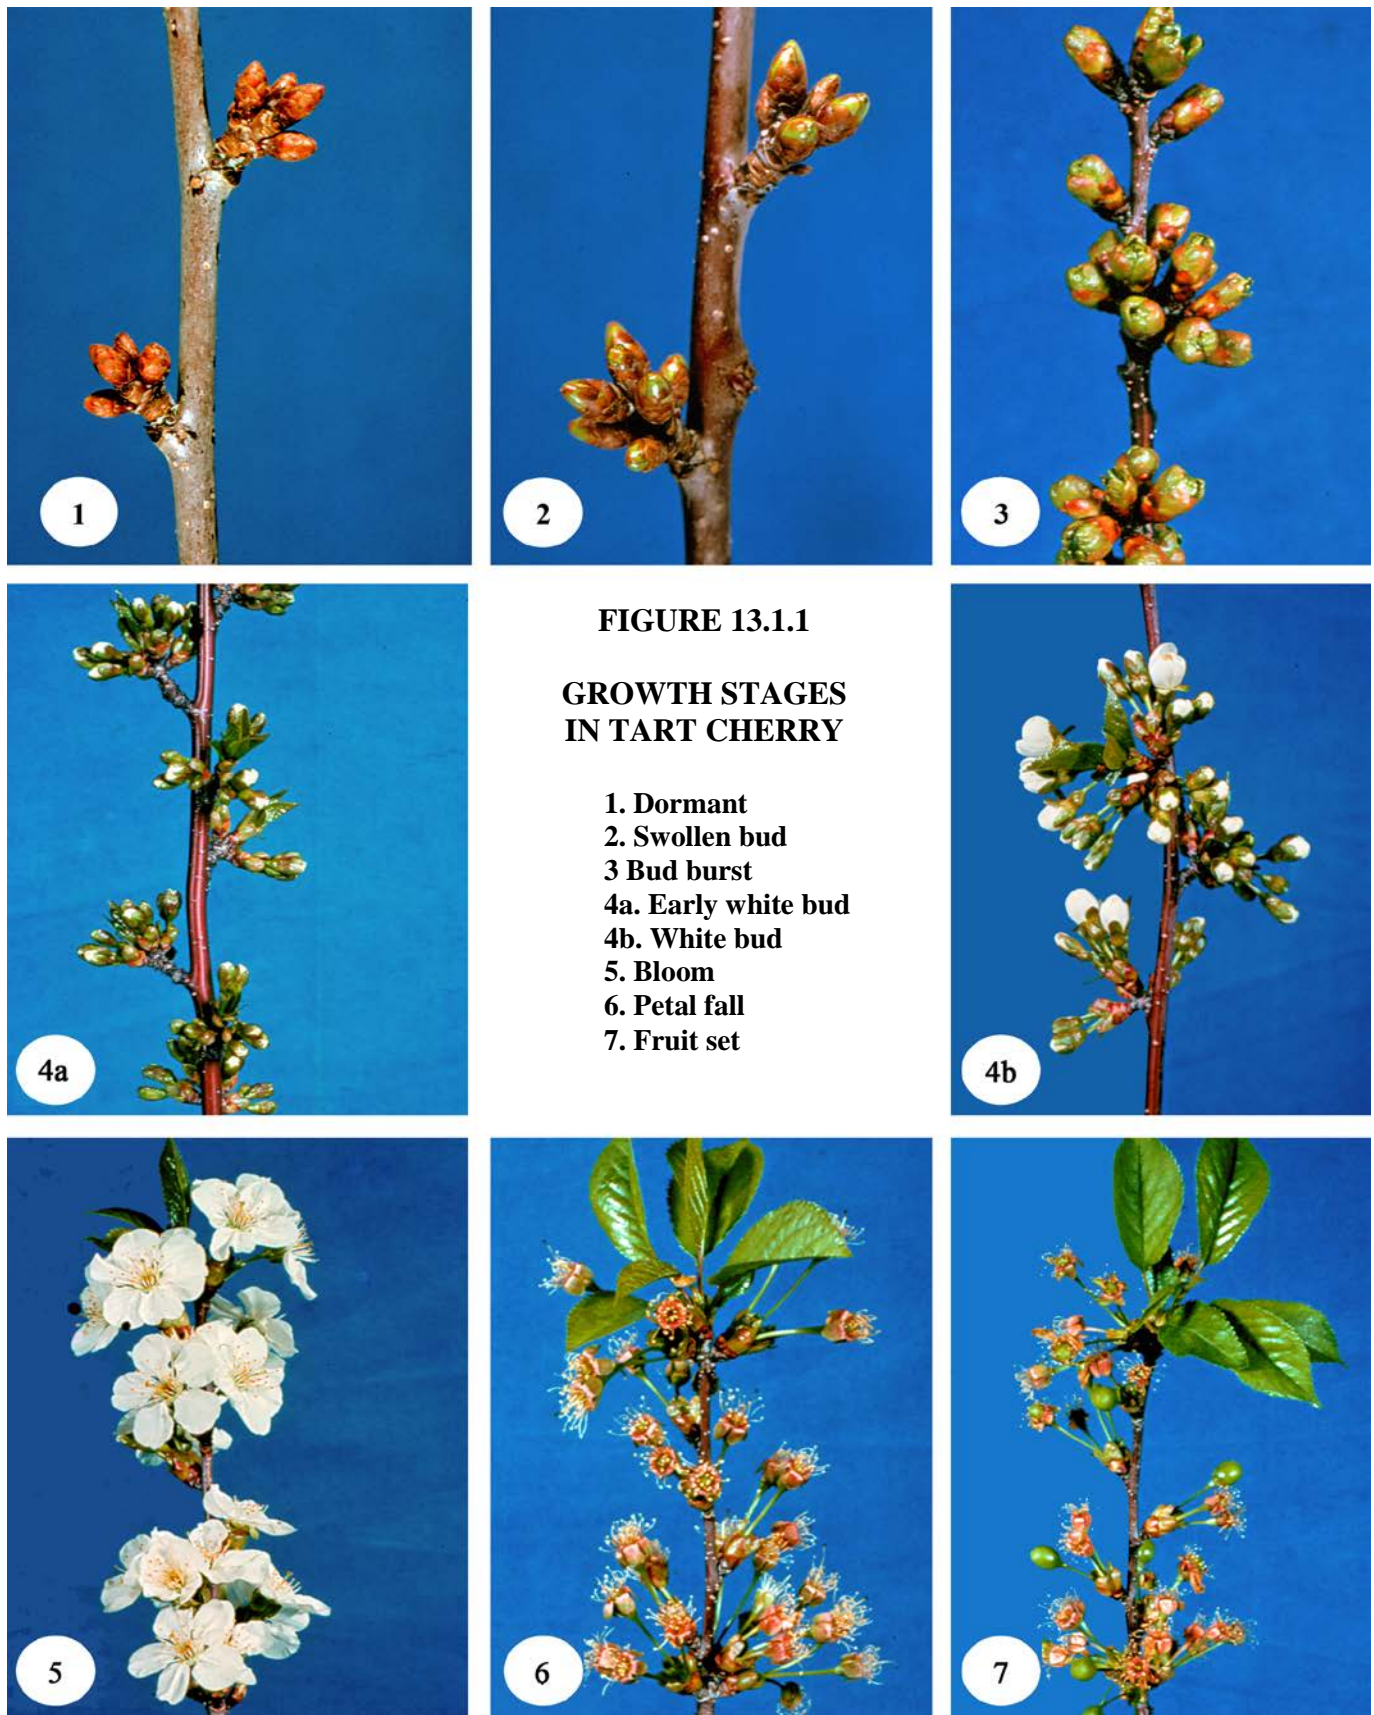 1
2
3
FIGURE 13.1.1
GROWTH STAGES
IN TART CHERRY
1. Dormant
2. Swollen bud
3 Bud burst
4a. Early white bud
4b. White bud
5. Bloom
6. Petal fall
7. Fruit set
4a
4b
5
6
7